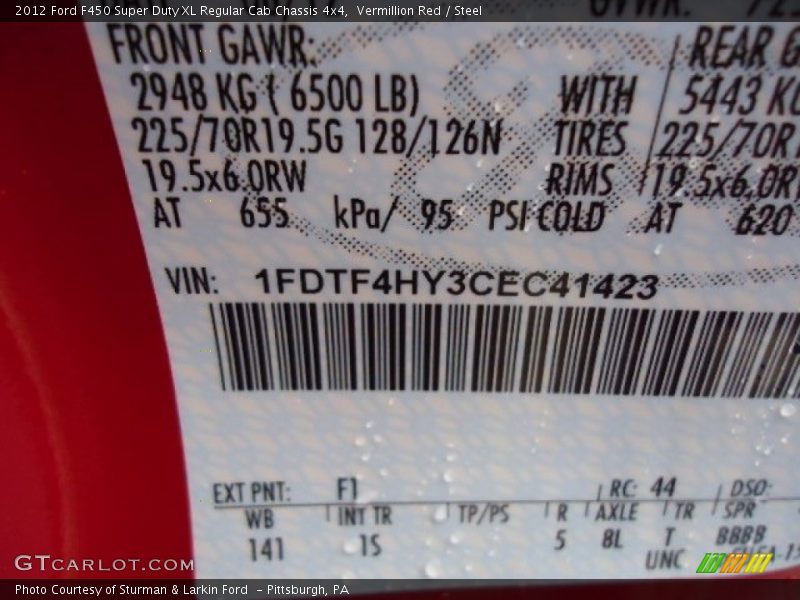 2012 Ford F450 Super Duty XL Regular Cab Chassis 4x4, Vermillion Red / Steel
FRONT GAWR: REAR G
2948 KG ( 6500 LB) WITH 5443 KG
225/70R19.5G 128/126N TIRES 225/70R1
19.5x6.0RW RIMS 19.5x6.0R
AT 655 kPa/ 95 PSI COLD AT 620
VIN: 1FDTF4HY3CEC41423
EXT PNT: F1 RC: 44 DSO:
WB INT TR TP/PS R AXLE TR SPR
141 1S 5 8L T BBBB
UNC
GTcarlot.com
Photo Courtesy of Sturman & Larkin Ford - Pittsburgh, PA